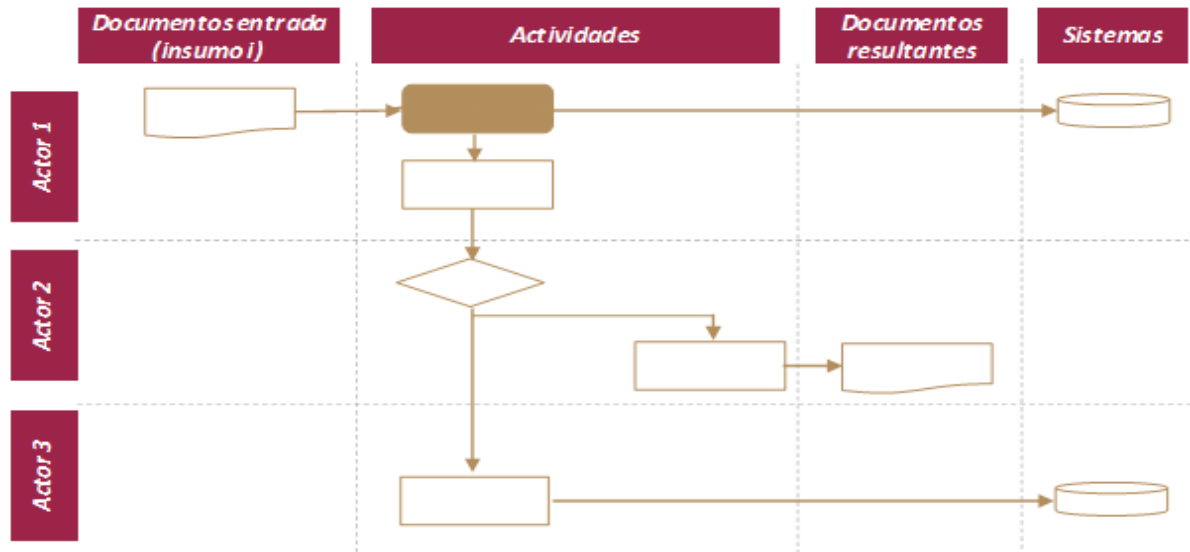 Documentos entrada
(insumo i)
Actividades
Documentos
resultantes
Sistemas
Actor 1
Actor 2
Actor 3